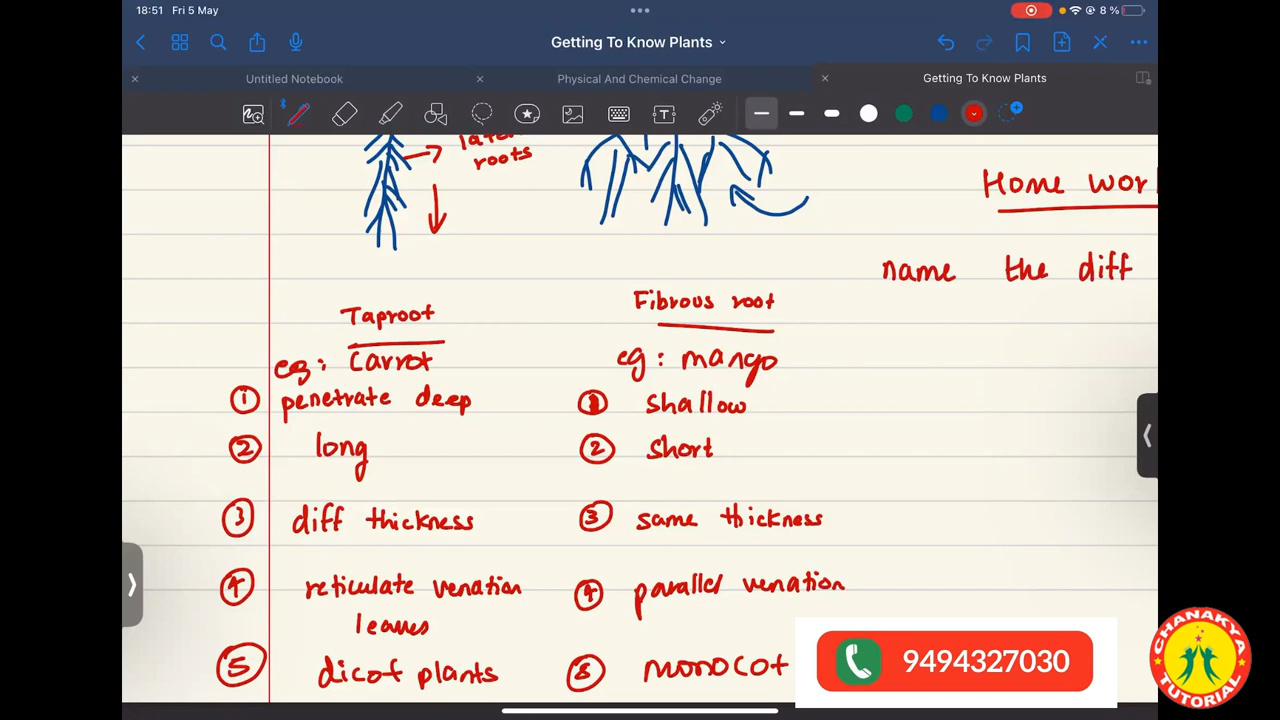 18:51 Fri 5 May
8 %
Getting To Know Plants
Untitled Notebook
Physical And Chemical Change
Getting To Know Plants
lateral
roots
Home wor
name the diff
Taproot
Fibrous root
eg: Carrot
eg: mango
① penetrate deep
① shallow
② long
② short
③ diff thickness
③ same thickness
④ reticulate venation
leaves
④ parallel venation
⑤ dicot plants
⑤ monocot
9494327030
CHANAKYA
TUTORIAL